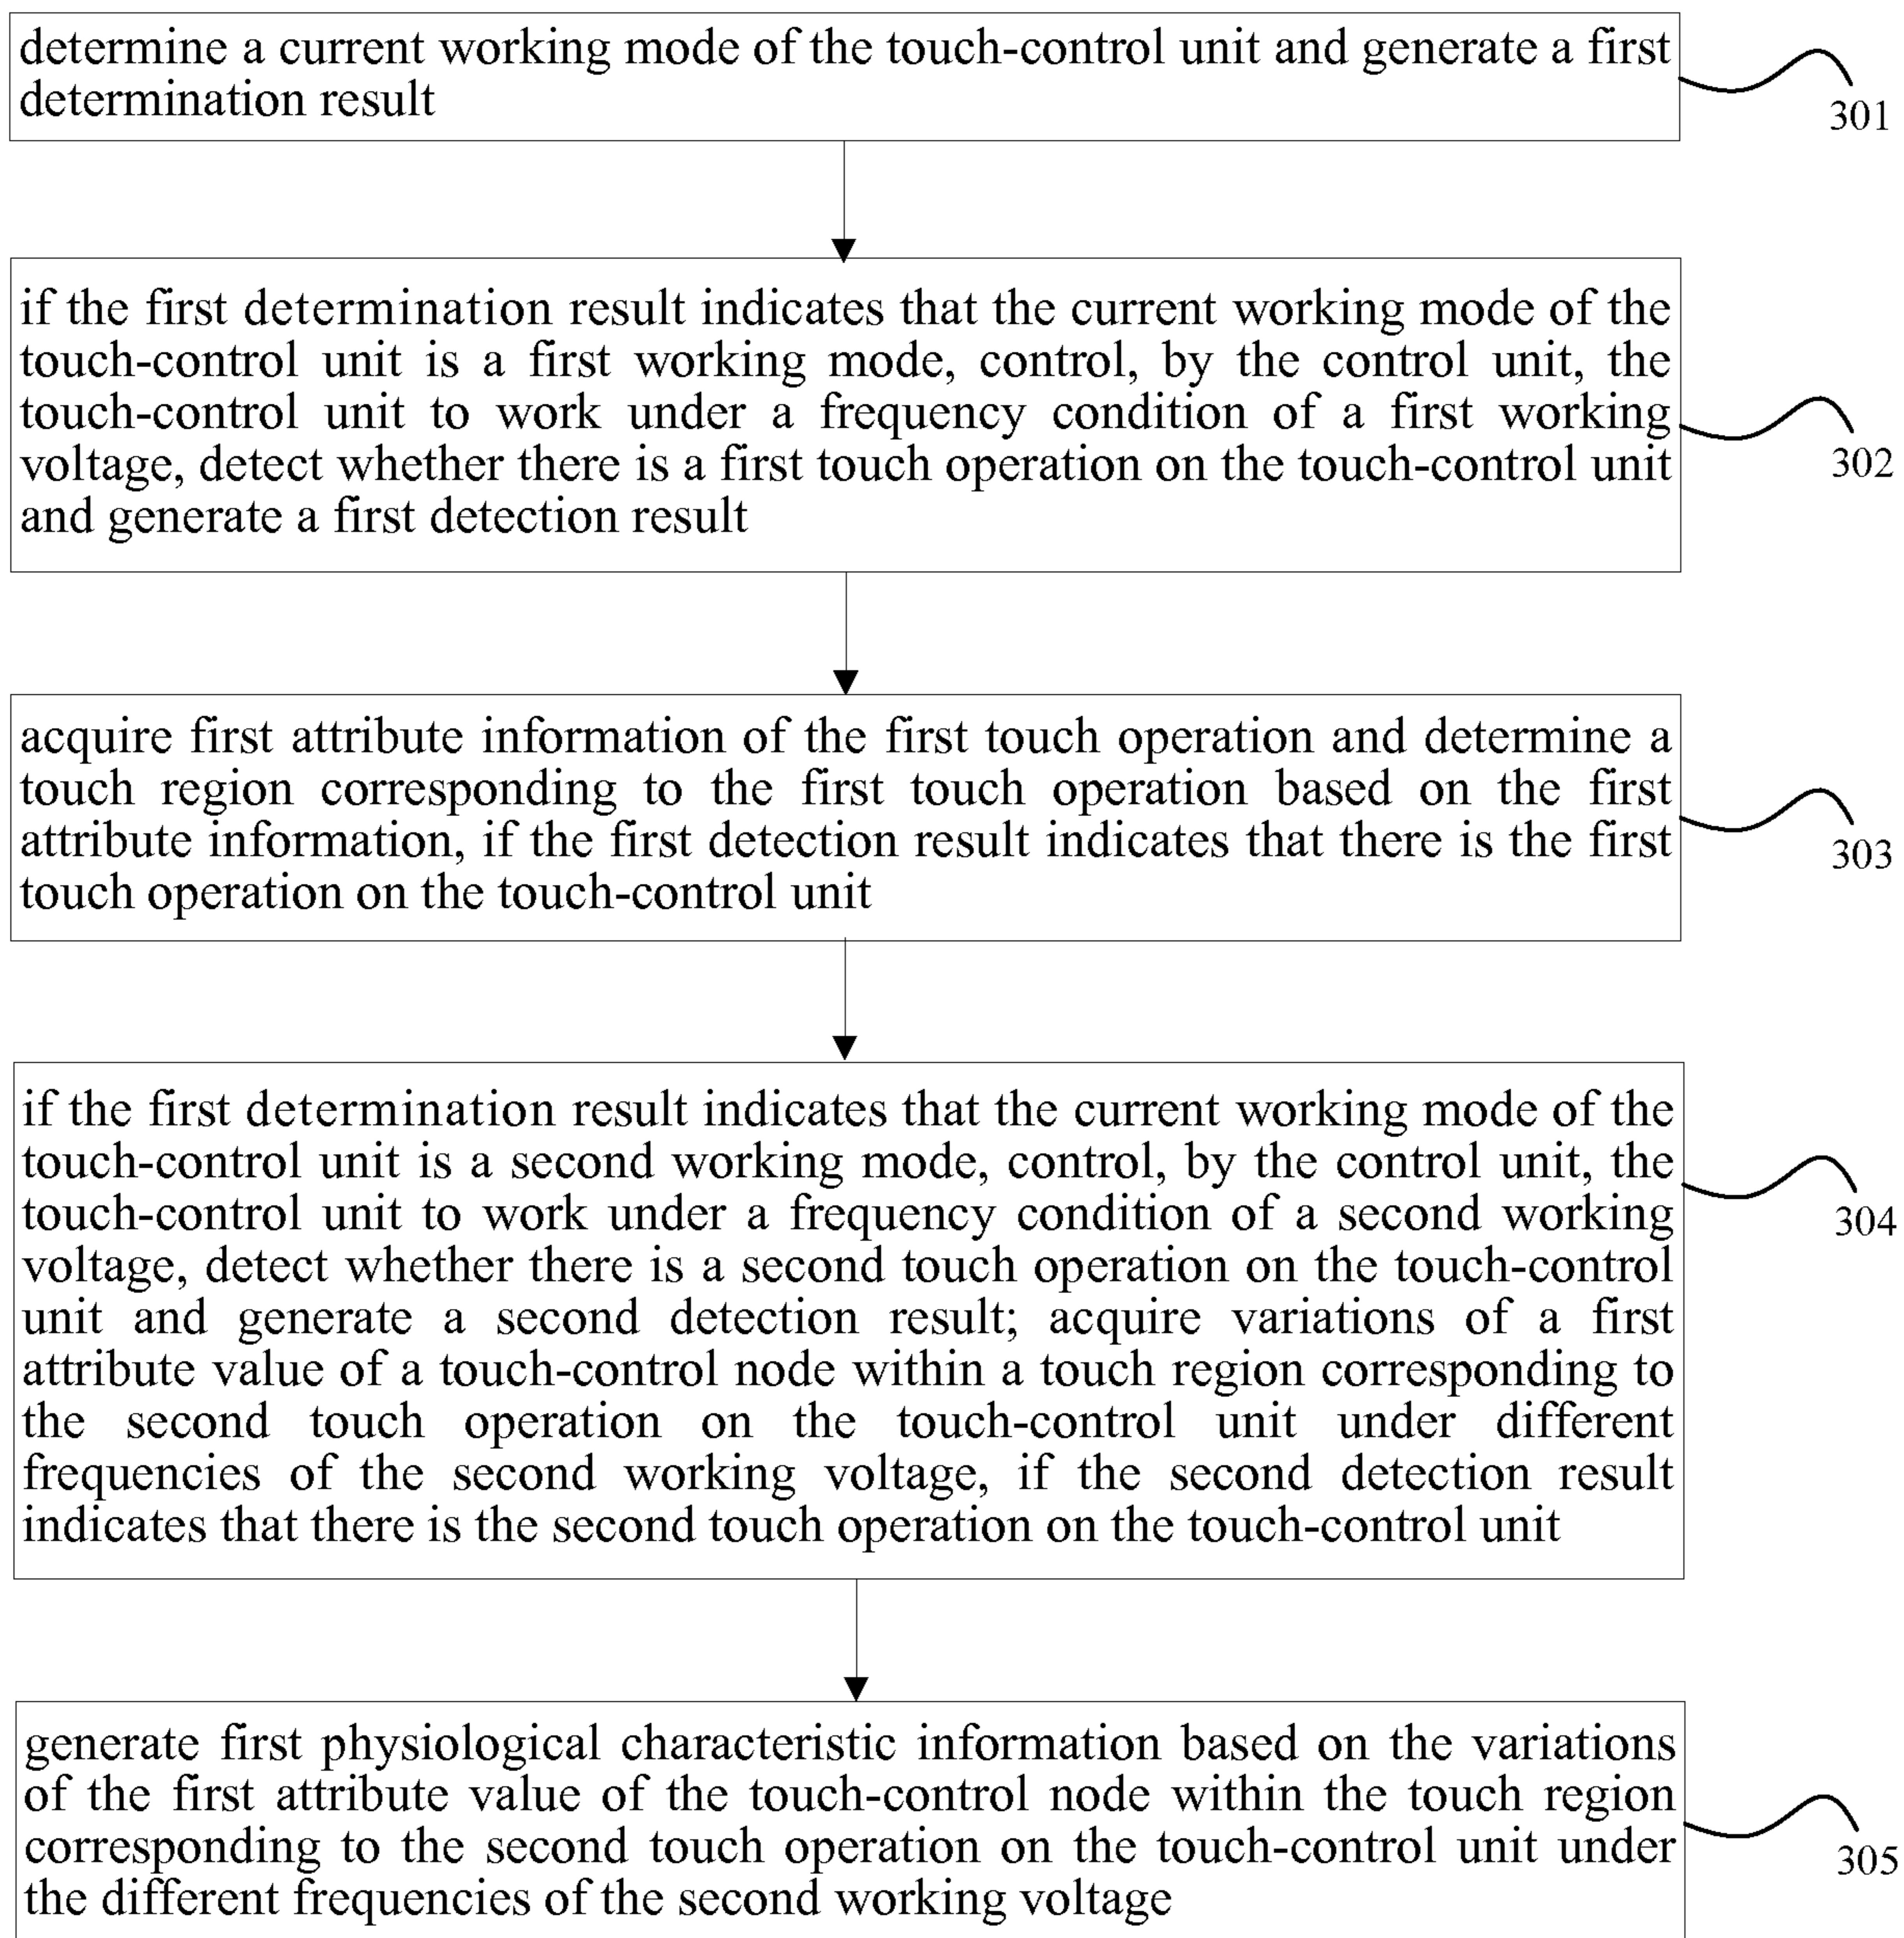 determine a current working mode of the touch-control unit and generate a first
determination result
301
if the first determination result indicates that the current working mode of the
touch-control unit is a first working mode, control, by the control unit, the
touch-control unit to work under a frequency condition of a first working
voltage, detect whether there is a first touch operation on the touch-control unit
and generate a first detection result
302
acquire first attribute information of the first touch operation and determine a
touch region corresponding to the first touch operation based on the first
attribute information, if the first detection result indicates that there is the first
touch operation on the touch-control unit
303
if the first determination result indicates that the current working mode of the
touch-control unit is a second working mode, control, by the control unit, the
touch-control unit to work under a frequency condition of a second working
voltage, detect whether there is a second touch operation on the touch-control
unit and generate a second detection result; acquire variations of a first
attribute value of a touch-control node within a touch region corresponding to
the second touch operation on the touch-control unit under different
frequencies of the second working voltage, if the second detection result
indicates that there is the second touch operation on the touch-control unit
304
generate first physiological characteristic information based on the variations
of the first attribute value of the touch-control node within the touch region
corresponding to the second touch operation on the touch-control unit under
the different frequencies of the second working voltage
305